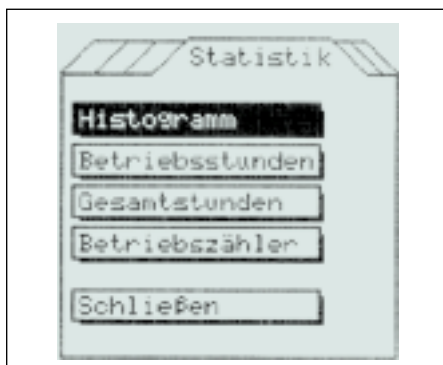 Statistik
Histogramm
Betriebsstunden
Gesamtstunden
Betriebszähler
Schließen